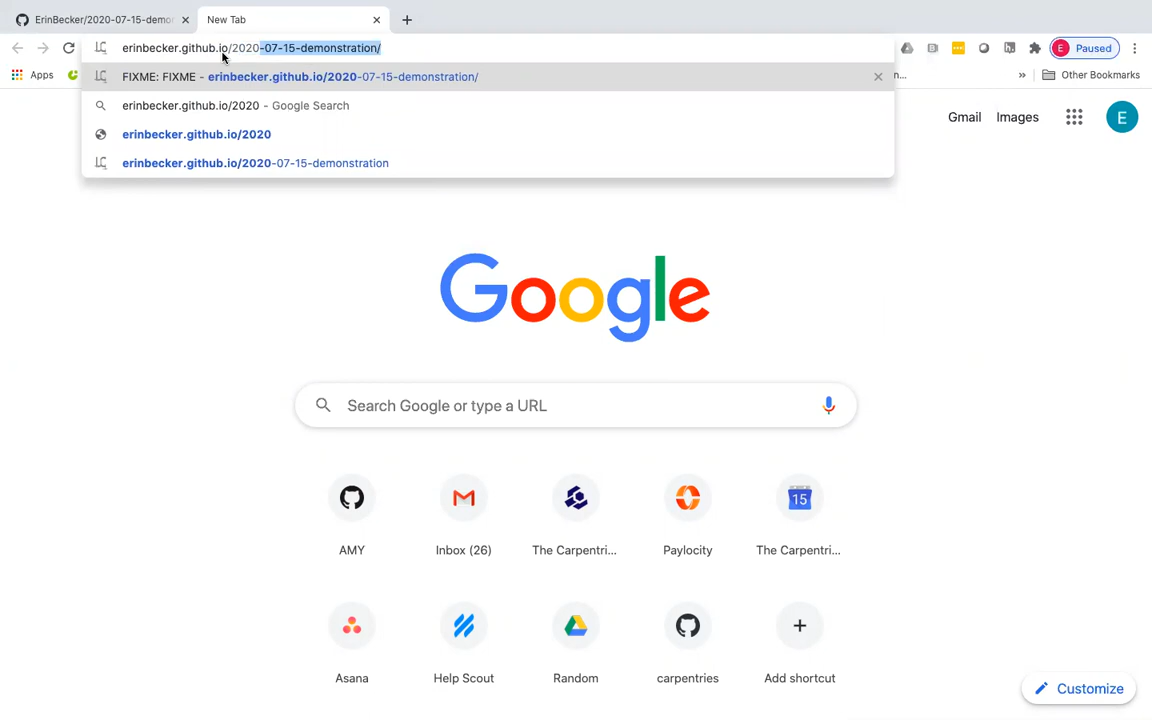 ErinBecker/2020-07-15-demo
New Tab
erinbecker.github.io/2020-07-15-demonstration/
E Paused
Apps
FIXME: FIXME - erinbecker.github.io/2020-07-15-demonstration/
n...
»
Other Bookmarks
erinbecker.github.io/2020 - Google Search
erinbecker.github.io/2020
erinbecker.github.io/2020-07-15-demonstration
Gmail Images E
Google
Search Google or type a URL
15
AMY Inbox (26) The Carpentri... Paylocity The Carpentri...
Asana Help Scout Random carpentries Add shortcut
Customize